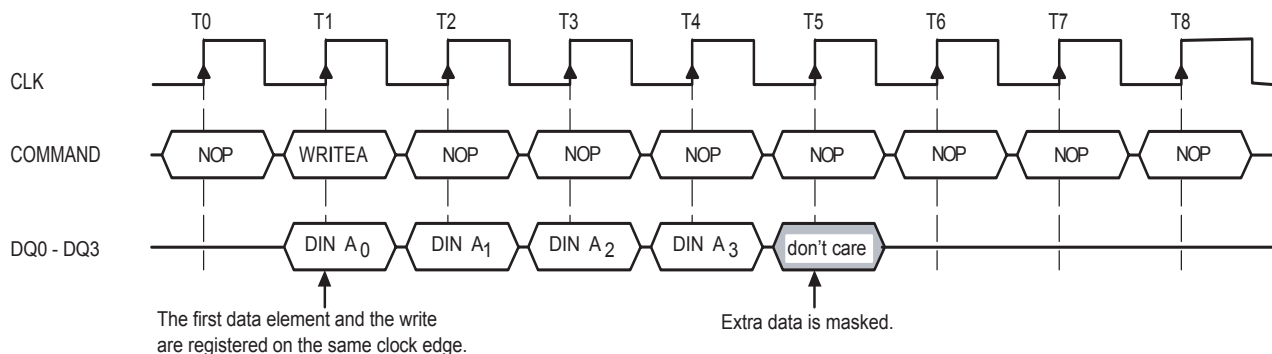 T0 T1 T2 T3 T4 T5 T6 T7 T8
CLK
COMMAND NOP WRITEA NOP NOP NOP NOP NOP NOP NOP
DQ0 - DQ3 DIN A0 DIN A1 DIN A2 DIN A3 don't care
The first data element and the write
are registered on the same clock edge.
Extra data is masked.